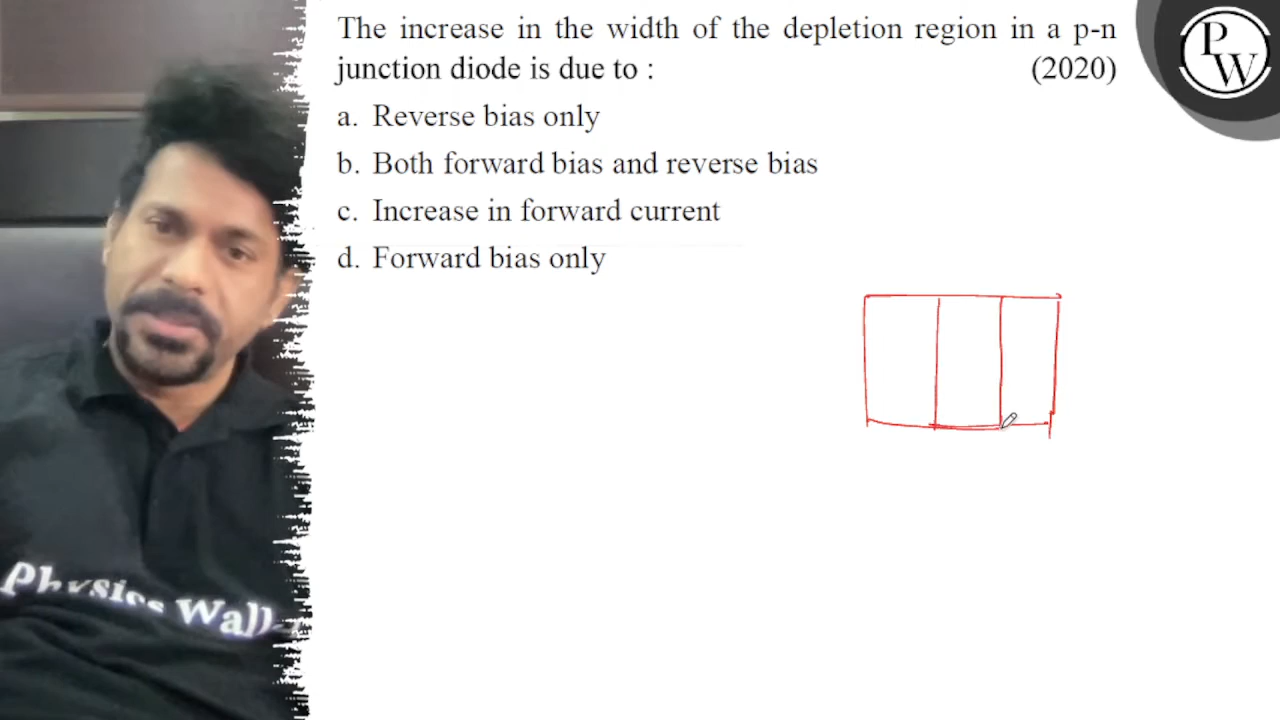 The increase in the width of the depletion region in a p-n
junction diode is due to : (2020)
a. Reverse bias only
b. Both forward bias and reverse bias
c. Increase in forward current
d. Forward bias only
PW
Physics Wall